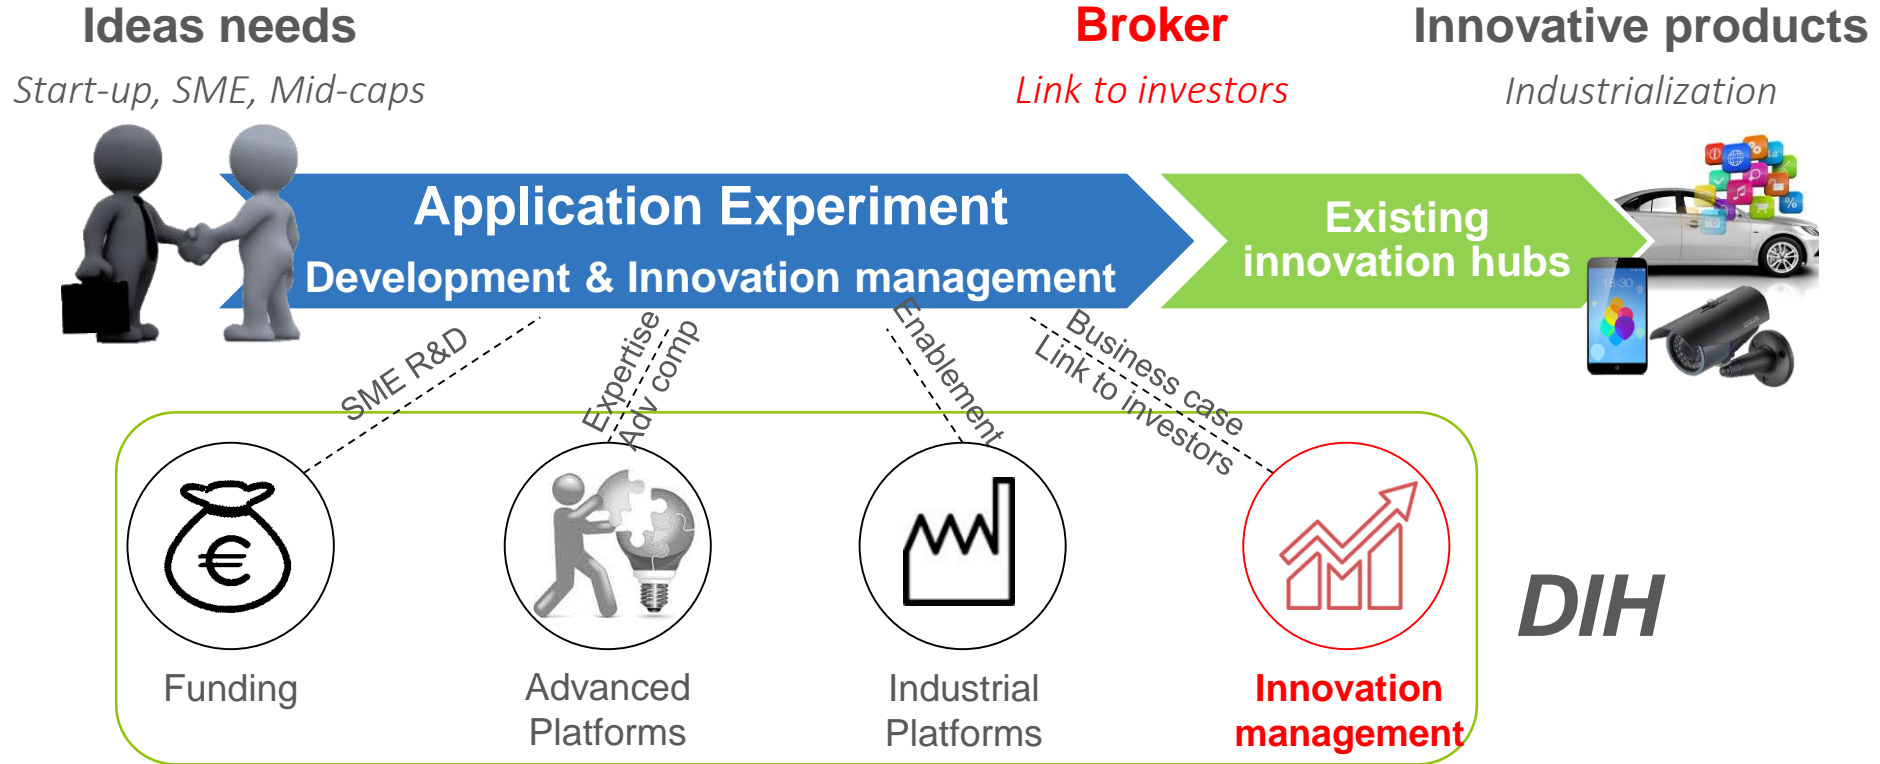 Ideas needs
Start-up, SME, Mid-caps
Broker
Link to investors
Innovative products
Industrialization
Application Experiment
Development & Innovation management
Existing
innovation hubs
%
18-30
SME R&D
Expertise
Adv comp
Enablement
Business case
Link to investors
€
Funding
Advanced
Platforms
Industrial
Platforms
Innovation
management
DIH